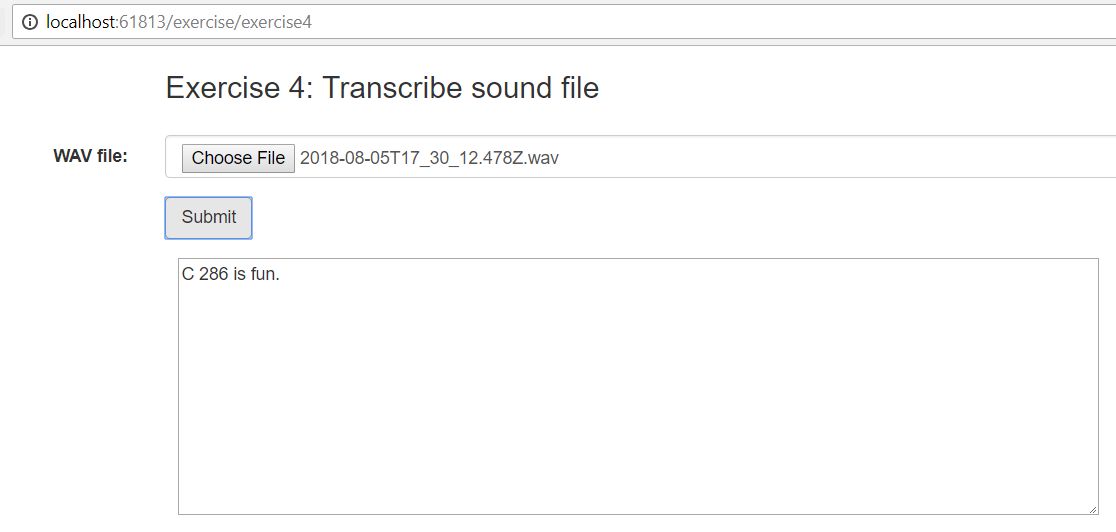 localhost:61813/exercise/exercise4
Exercise 4: Transcribe sound file
WAV file: Choose File 2018-08-05T17_30_12.478Z.wav
Submit
C 286 is fun.